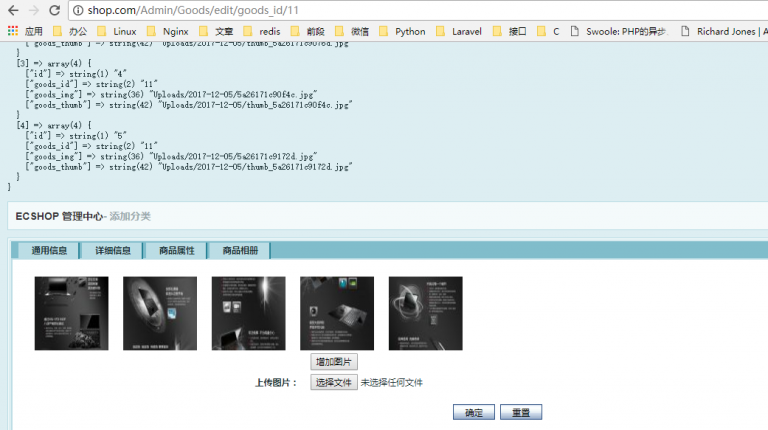 shop.com/Admin/Goods/edit/goods_id/11
应用 办公 Linux Nginx 文章 redis 前段 微信 Python Laravel 接口 C Swoole: PHP的异步. Richard Jones | A
["goods_thumb"] => string(42) "Uploads/2017-12-05/thumb_5a26171c9076d.jpg"
}
[3] => array(4) {
["id"] => string(1) "4"
["goods_id"] => string(2) "11"
["goods_img"] => string(36) "Uploads/2017-12-05/5a26171c90f4c.jpg"
["goods_thumb"] => string(42) "Uploads/2017-12-05/thumb_5a26171c90f4c.jpg"
}
[4] => array(4) {
["id"] => string(1) "5"
["goods_id"] => string(2) "11"
["goods_img"] => string(36) "Uploads/2017-12-05/5a26171c9172d.jpg"
["goods_thumb"] => string(42) "Uploads/2017-12-05/thumb_5a26171c9172d.jpg"
}
}
ECSHOP 管理中心- 添加分类
通用信息 详细信息 商品属性 商品相册
增加图片
上传图片： 选择文件 未选择任何文件
确定 重置